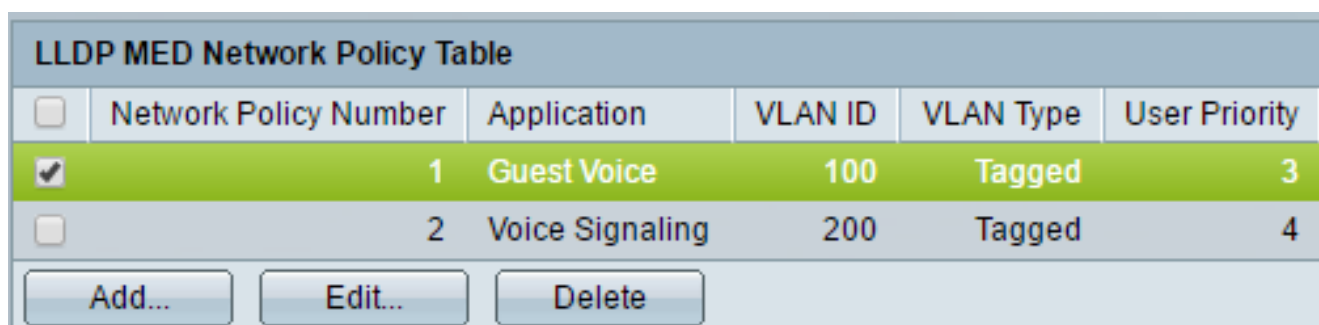 LLDP MED Network Policy Table
Network Policy Number Application VLAN ID VLAN Type User Priority
1 Guest Voice 100 Tagged 3
2 Voice Signaling 200 Tagged 4
Add... Edit... Delete